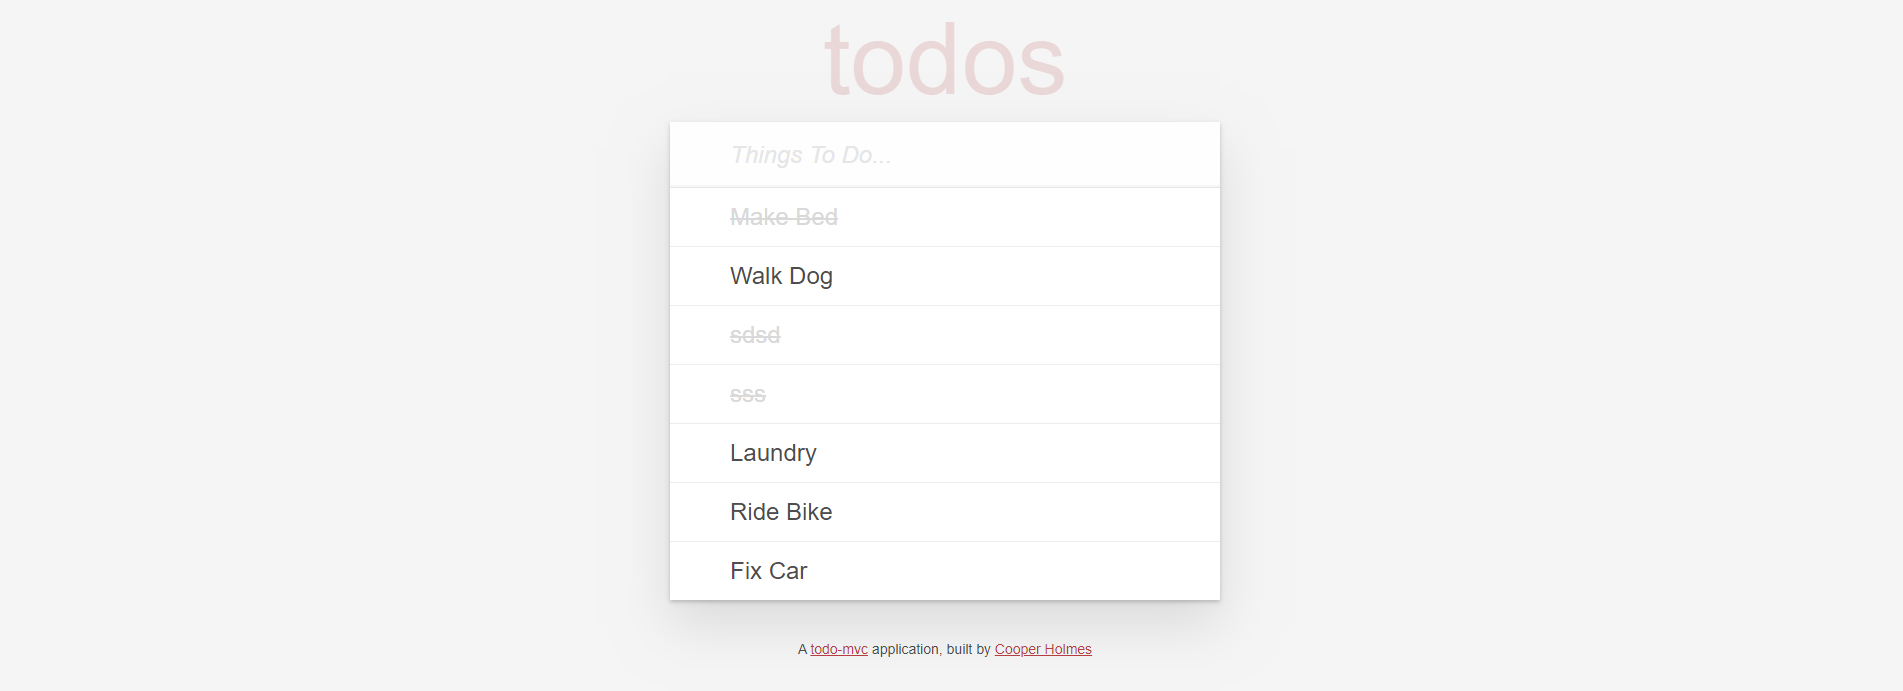 todos
Things To Do...
Make Bed
Walk Dog
sdsd
sss
Laundry
Ride Bike
Fix Car
A todo-mvc application, built by Cooper Holmes